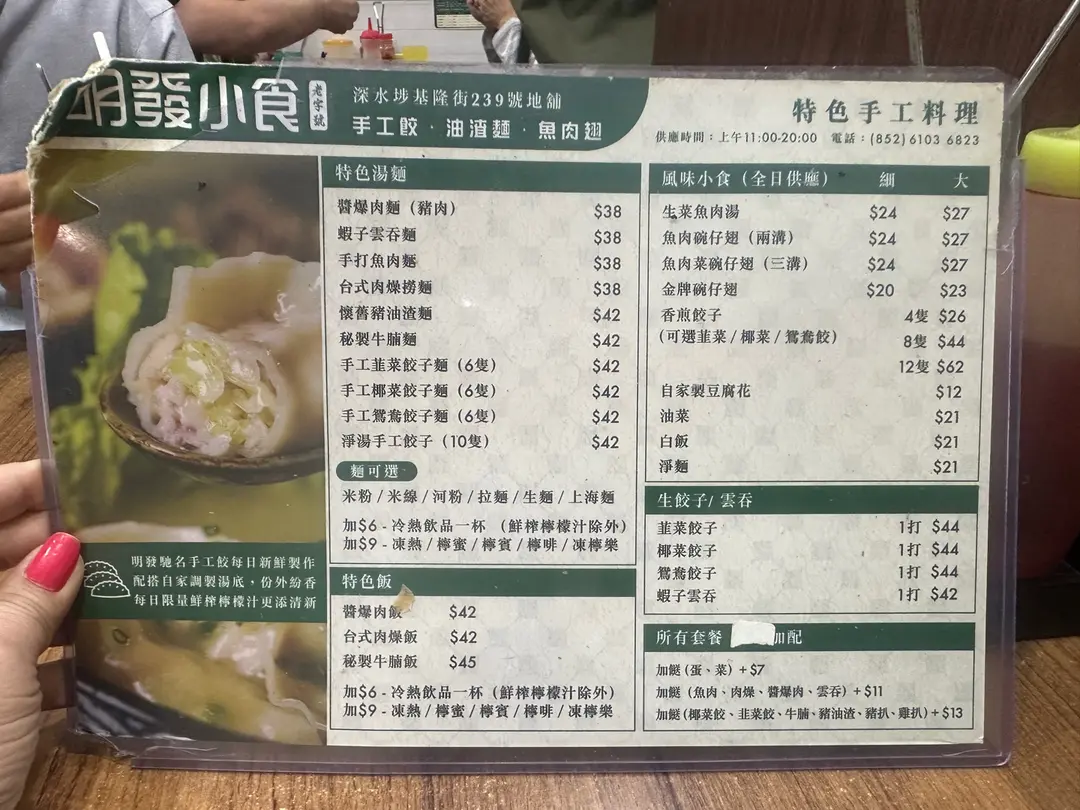 明發小食 老字號
深水埗基隆街239號地舖
手工餃・油渣麵・魚肉翅
特色手工料理
供應時間：上午11:00-20:00 電話：(852) 6103 6823
特色湯麵
醬爆肉麵（豬肉） $38
蝦子雲吞麵 $38
手打魚肉麵 $38
台式肉燥撈麵 $38
懷舊豬油渣麵 $42
秘製牛腩麵 $42
手工韮菜餃子麵（6隻） $42
手工椰菜餃子麵（6隻） $42
手工鴛鴦餃子麵（6隻） $42
淨湯手工餃子（10隻） $42
麵可選
米粉/米線/河粉/拉麵/生麵/上海麵
加$6 - 冷熱飲品一杯（鮮榨檸檬汁除外）
加$9 - 凍熱/檸蜜/檸賓/檸啡/凍檸樂
特色飯
醬爆肉飯 $42
台式肉燥飯 $42
秘製牛腩飯 $45
加$6 - 冷熱飲品一杯（鮮榨檸檬汁除外）
加$9 - 凍熱/檸蜜/檸賓/檸啡/凍檸樂
明發馳名手工餃每日新鮮製作
配搭自家調製湯底，份外紛香
每日限量鮮榨檸檬汁更添清新
風味小食（全日供應） 細 大
生菜魚肉湯 $24 $27
魚肉碗仔翅（兩溝） $24 $27
魚肉菜碗仔翅（三溝） $24 $27
金牌碗仔翅 $20 $23
香煎餃子 4隻 $26
(可選韮菜/椰菜/鴛鴦餃) 8隻 $44
12隻 $62
自家製豆腐花 $12
油菜 $21
白飯 $21
淨麵 $21
生餃子/雲吞
韮菜餃子 1打 $44
椰菜餃子 1打 $44
鴛鴦餃子 1打 $44
蝦子雲吞 1打 $42
所有套餐 加配
加餸(蛋、菜) +$7
加餸 (魚肉、肉燥、醬爆肉、雲吞) +$11
加餸(椰菜餃、韮菜餃、牛腩、豬油渣、豬扒、雞扒) +$13